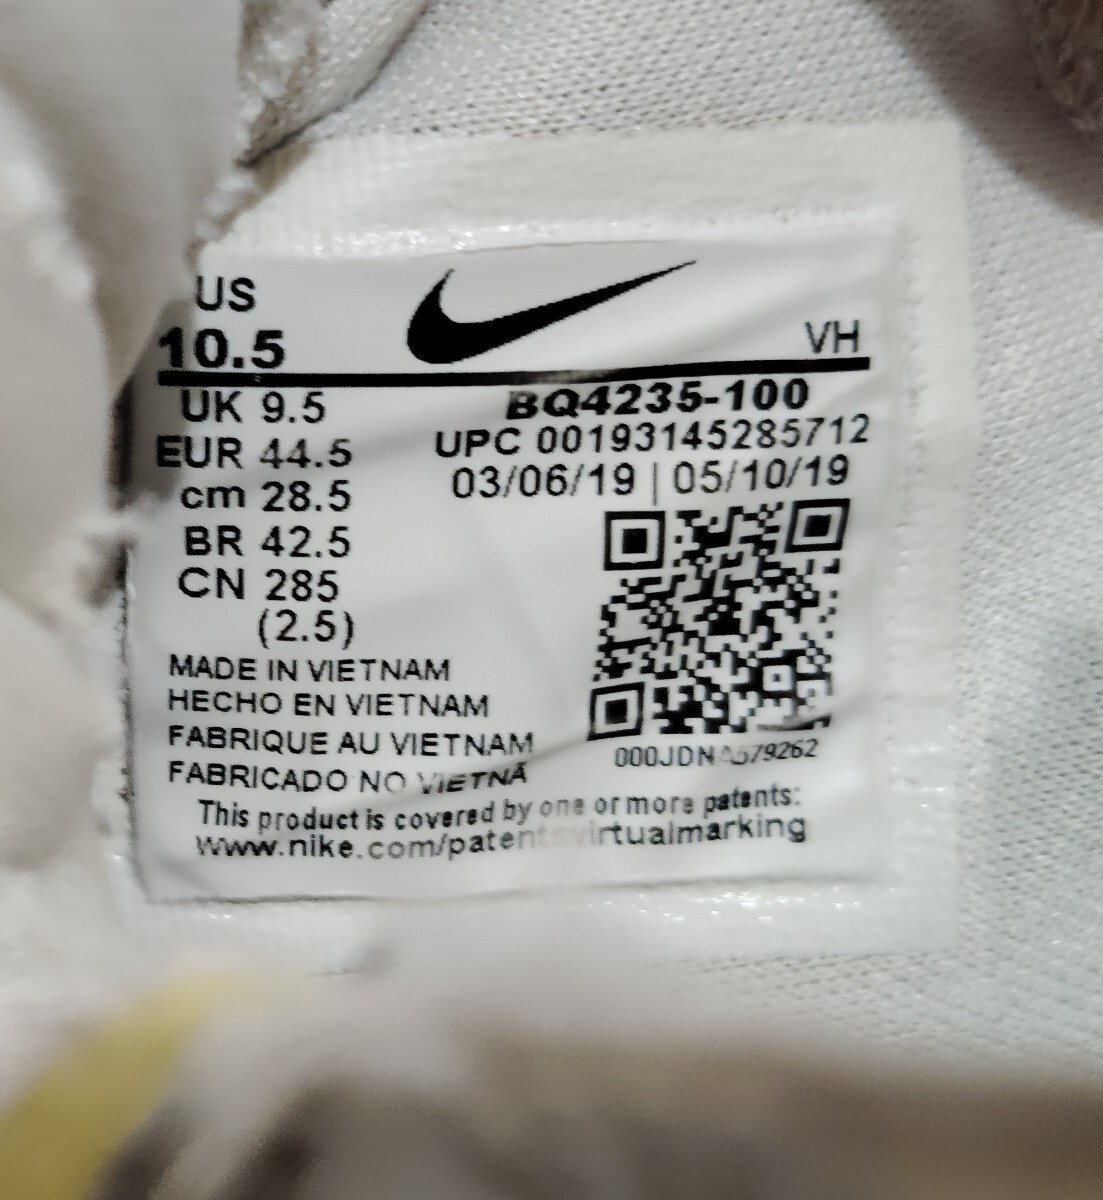 US
10.5
VH
UK 9.5
EUR 44.5
cm 28.5
BR 42.5
CN 285
(2.5)
BQ4235-100
UPC 00193145285712
03/06/19 | 05/10/19
MADE IN VIETNAM
HECHO EN VIETNAM
FABRIQUE AU VIETNAM
FABRICADO NO VIETNÃ
This product is covered by one or more patents: